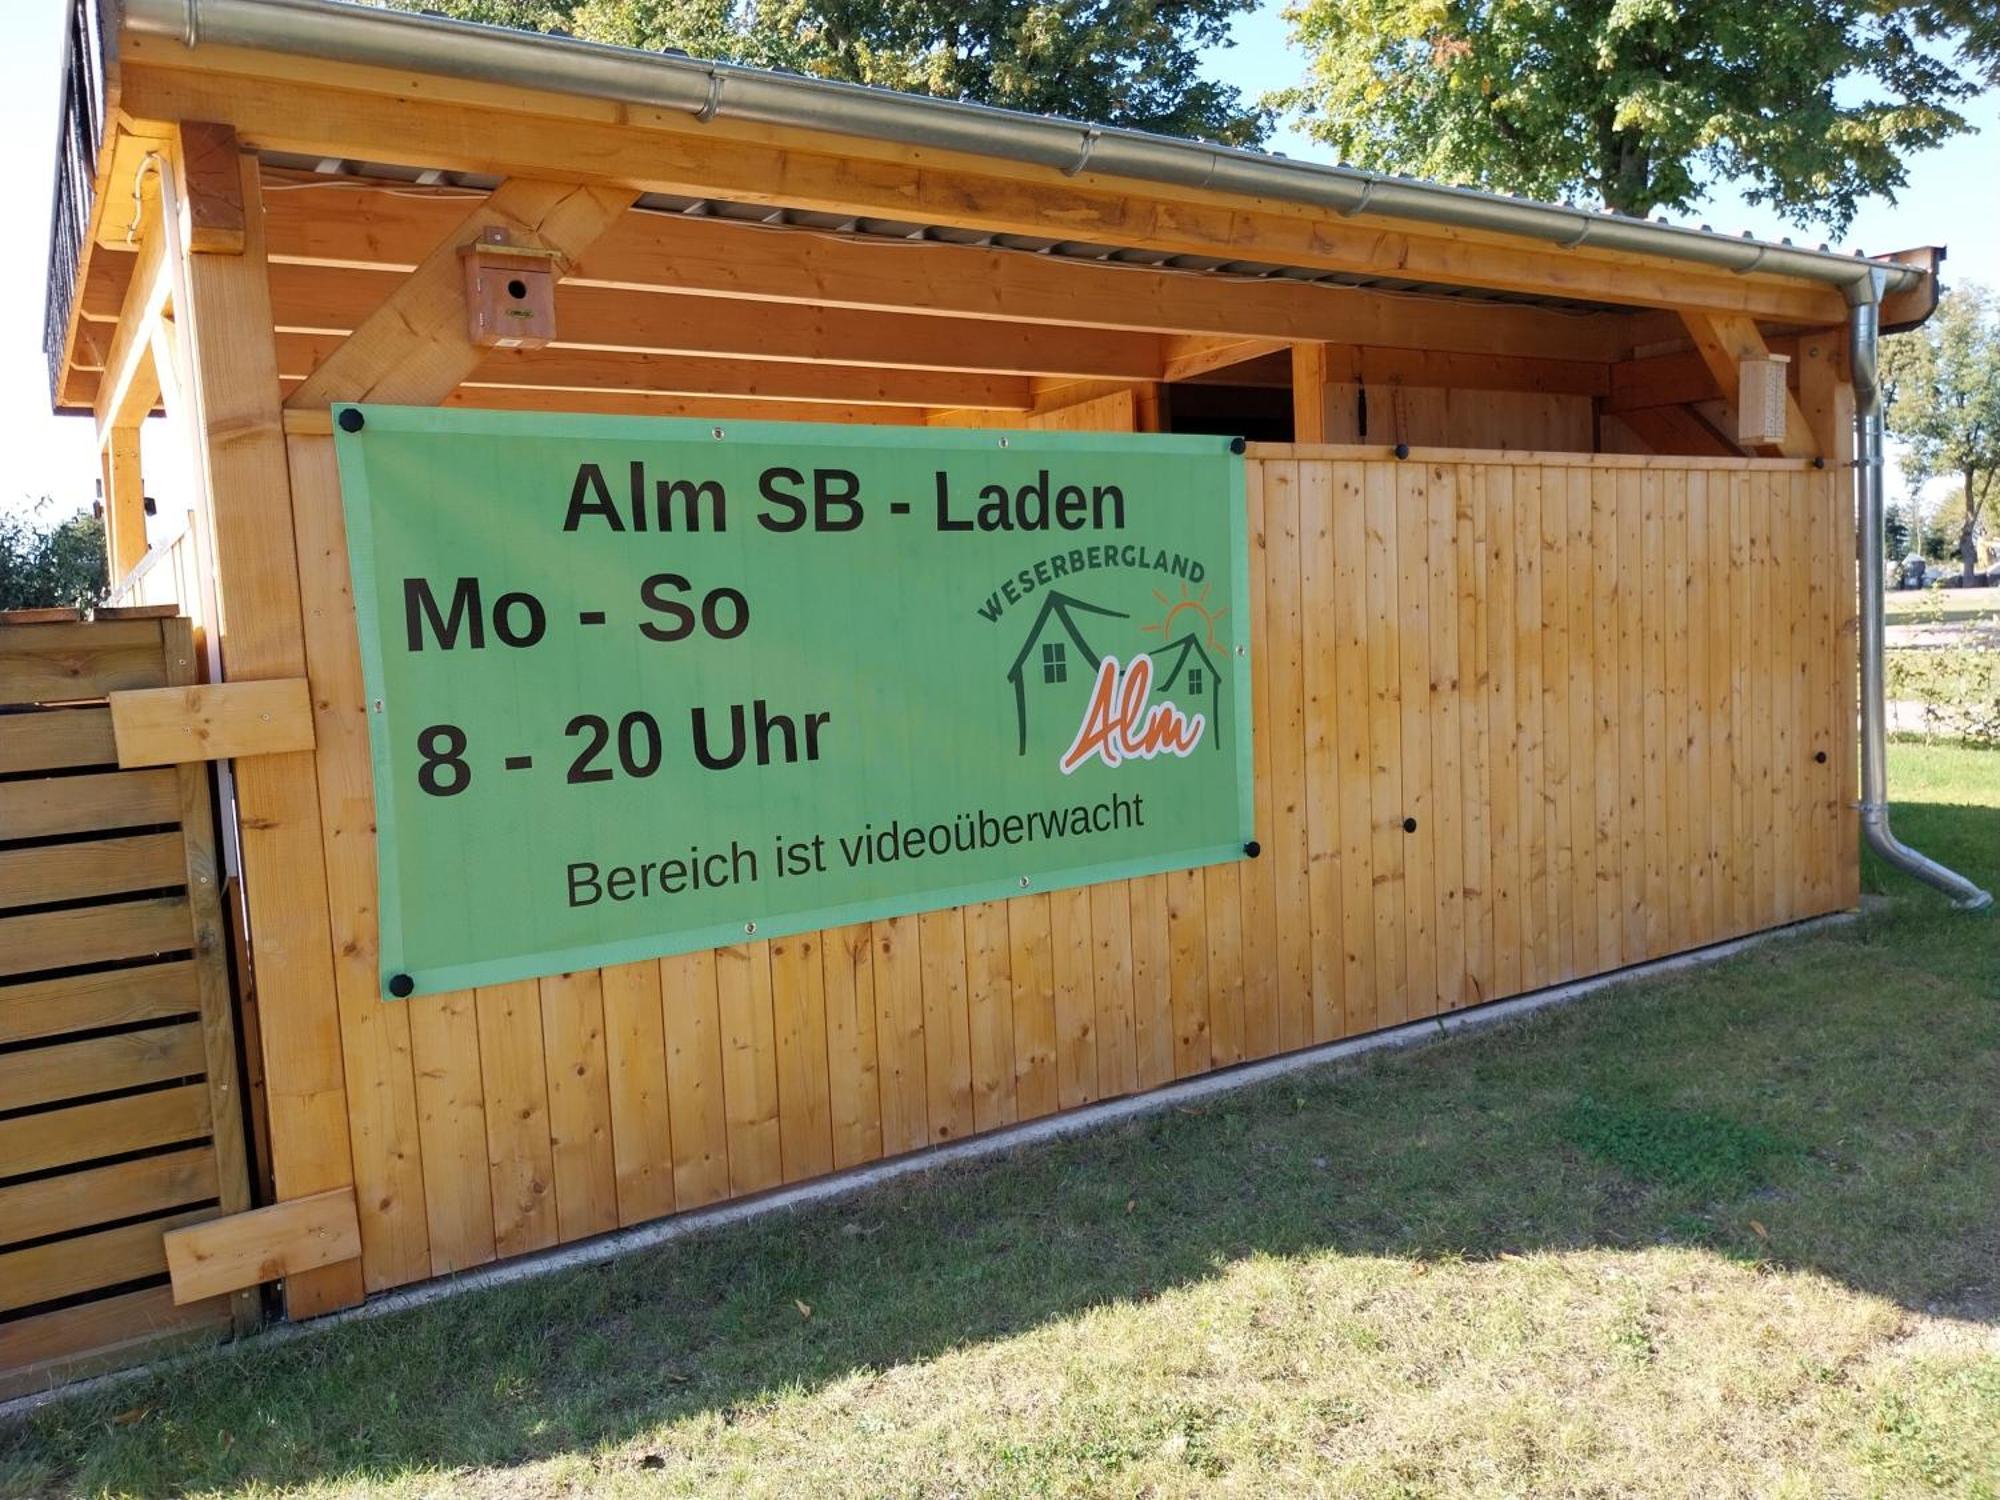 Alm SB - Laden
Mo - So
WESERBERGLAND
Alm
8 - 20 Uhr
Bereich ist videoüberwacht